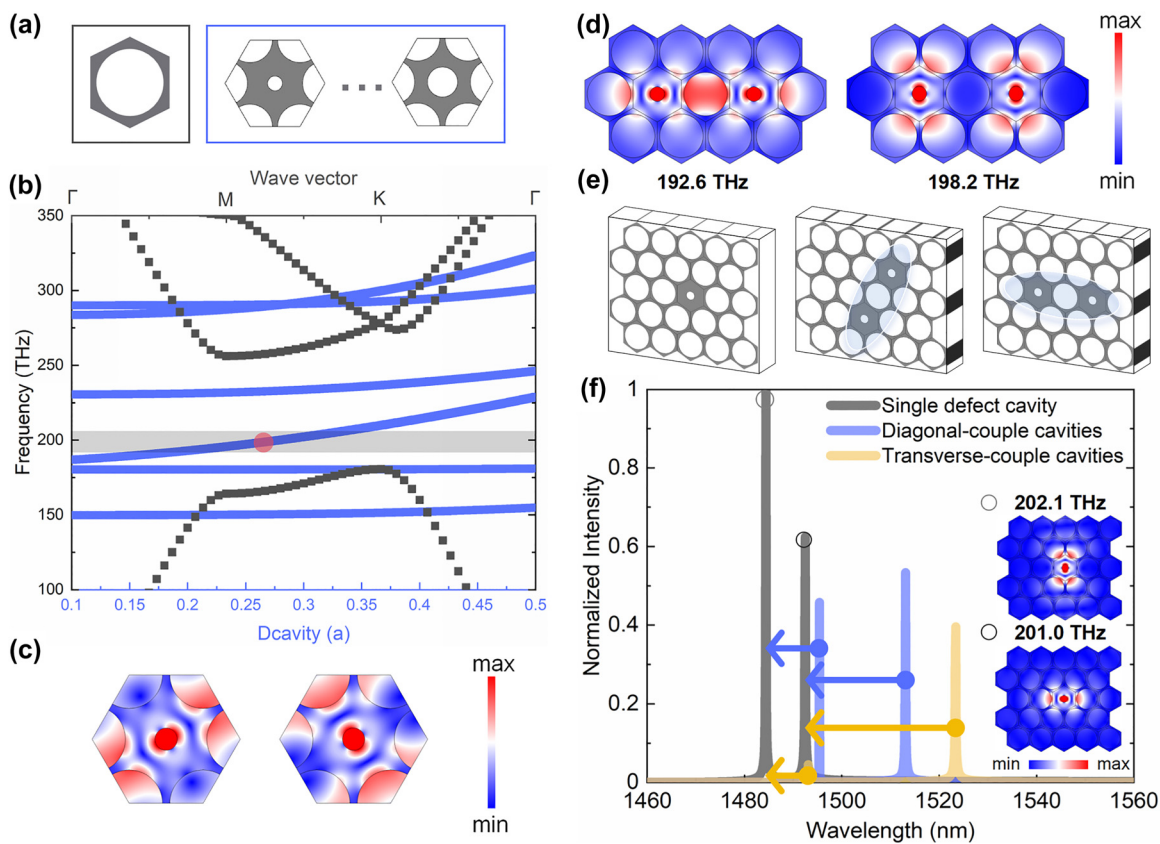 (a)
(b)
Wave vector
Γ M K Γ
350
300
250
200
150
100
Frequency (THz)
0.1 0.15 0.2 0.25 0.3 0.35 0.4 0.45 0.5
Dcavity (a)
(c)
max
min
(d)
max
min
192.6 THz 198.2 THz
(e)
(f)
1
0.8
0.6
0.4
0.2
0
Normalized Intensity
Single defect cavity
Diagonal-couple cavities
Transverse-couple cavities
202.1 THz
201.0 THz
min max
1460 1480 1500 1520 1540 1560
Wavelength (nm)